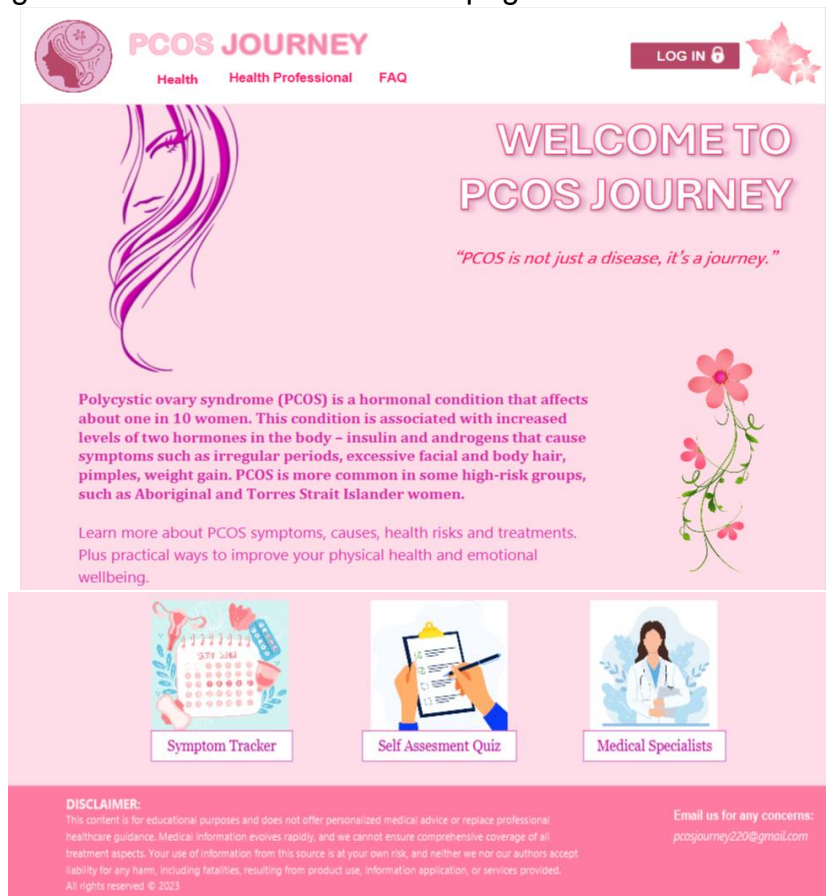 PCOS JOURNEY
Health Health Professional FAQ
LOG IN
WELCOME TO
PCOS JOURNEY
“PCOS is not just a disease, it’s a journey.”
Polycystic ovary syndrome (PCOS) is a hormonal condition that affects
about one in 10 women. This condition is associated with increased
levels of two hormones in the body – insulin and androgens that cause
symptoms such as irregular periods, excessive facial and body hair,
pimples, weight gain. PCOS is more common in some high-risk groups,
such as Aboriginal and Torres Strait Islander women.
Learn more about PCOS symptoms, causes, health risks and treatments.
Plus practical ways to improve your physical health and emotional
wellbeing.
Symptom Tracker
Self Assesment Quiz
Medical Specialists
DISCLAIMER:
This content is for educational purposes and does not offer personalized medical advice or replace professional
healthcare guidance. Medical information evolves rapidly, and we cannot ensure comprehensive coverage of all
treatment aspects. Your use of information from this source is at your own risk, and neither we nor our authors accept
liability for any harm, including fatalities, resulting from product use, information application, or services provided.
All rights reserved © 2023
Email us for any concerns:
pcosjourney220@gmail.com